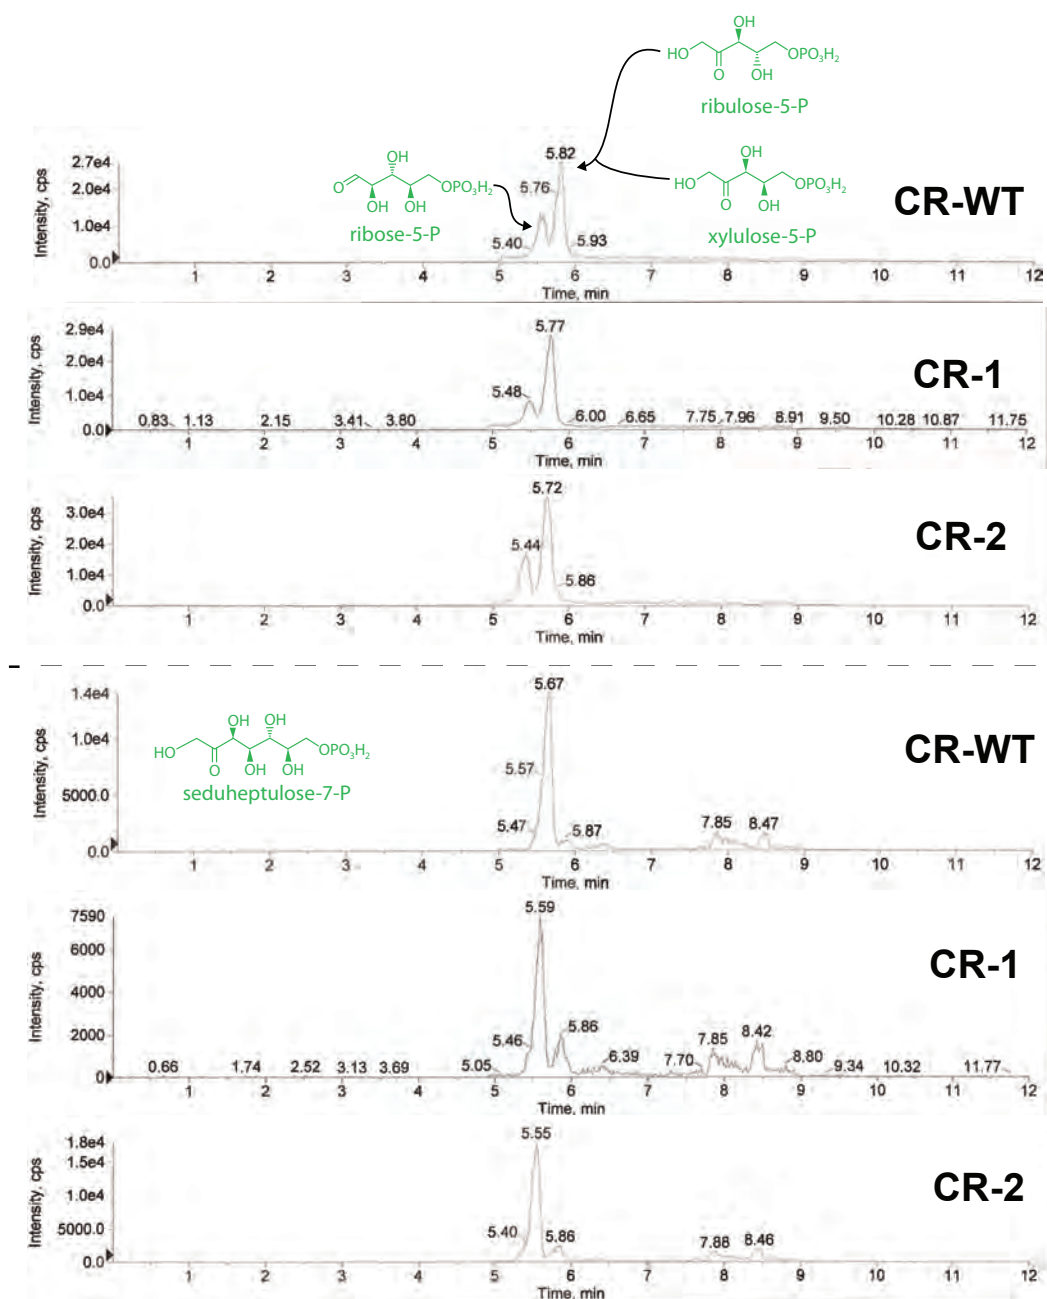 OH
HO
OPO3H2
O
OH
ribulose-5-P
5.82
2.7e4
2.0e4
1.0e4
0.0
Intensity, cps
OH
O
OPO3H2
OH
OH
ribose-5-P
5.76
5.40
5.93
OH
HO
OPO3H2
O
OH
xylulose-5-P
CR-WT
1 2 3 4 5 6 7 8 9 10 11 12
Time, min
5.77
2.9e4
2.0e4
1.0e4
0.0
Intensity, cps
CR-1
5.48
0.83 1.13 2.15 3.41 3.80 6.00 6.65 7.75 7.96 8.91 9.50 10.28 10.87 11.75
1 2 3 4 5 6 7 8 9 10 11 12
Time, min
5.72
3.0e4
2.0e4
1.0e4
0.0
Intensity, cps
CR-2
5.44
5.86
1 2 3 4 5 6 7 8 9 10 11 12
Time, min
5.67
1.4e4
1.0e4
5000.0
0.0
Intensity, cps
OH OH
HO
OPO3H2
O
OH OH
seduheptulose-7-P
CR-WT
5.57
5.47 5.87 7.85 8.47
1 2 3 4 5 6 7 8 9 10 11 12
Time, min
5.59
7590
6000
4000
2000
0
Intensity, cps
CR-1
5.46 5.86 7.85 8.42
0.66 1.74 2.52 3.13 3.69 5.05 6.39 7.70 8.80 9.34 10.32 11.77
1 2 3 4 5 6 7 8 9 10 11 12
Time, min
5.55
1.8e4
1.5e4
1.0e4
5000.0
0.0
Intensity, cps
CR-2
5.40 5.86 7.88 8.46
1 2 3 4 5 6 7 8 9 10 11 12
Time, min